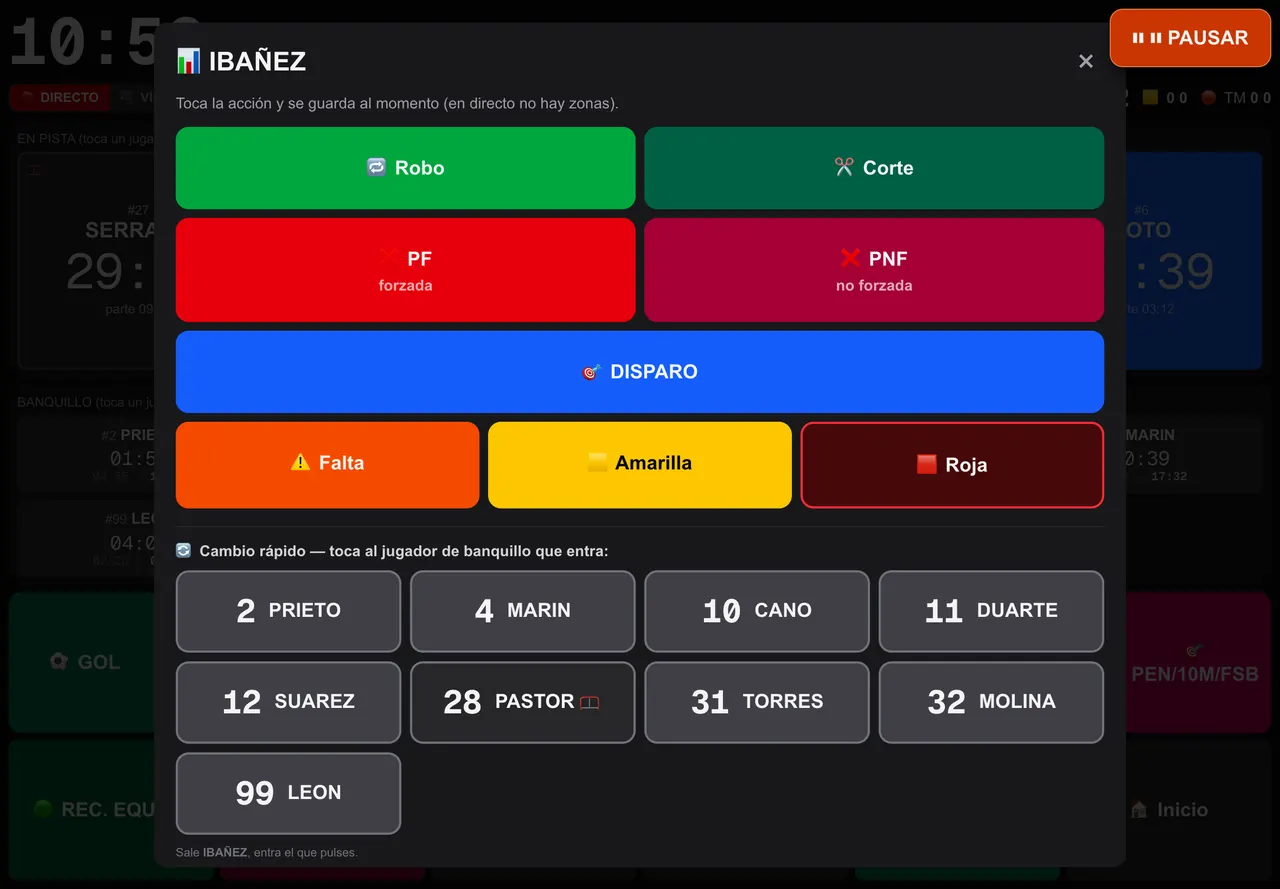 10:5
PAUSAR
IBAÑEZ
×
DIRECTO
0 0 TM 0 0
Toca la acción y se guarda al momento (en directo no hay zonas).
EN PISTA (toca un juga
Robo
Corte
#27
SERRA
29:
parte 09
#6
OTO
:39
03:12
PF
forzada
PNF
no forzada
DISPARO
BANQUILLO (toca un ju
#2 PRIE
01:5
MARIN
0:39
17:32
Falta
Amarilla
Roja
#99 LEO
04:0
Cambio rápido — toca al jugador de banquillo que entra:
2 PRIETO
4 MARIN
10 CANO
11 DUARTE
GOL
PEN/10M/FSB
12 SUAREZ
28 PASTOR
31 TORRES
32 MOLINA
99 LEON
REC. EQU
Inicio
Sale IBAÑEZ, entra el que pulses.